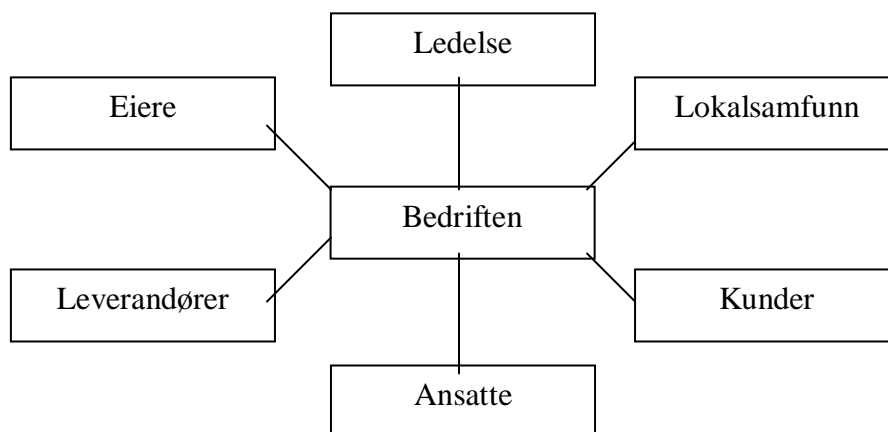 Ledelse
Eiere
Lokalsamfunn
Bedriften
Leverandører
Kunder
Ansatte